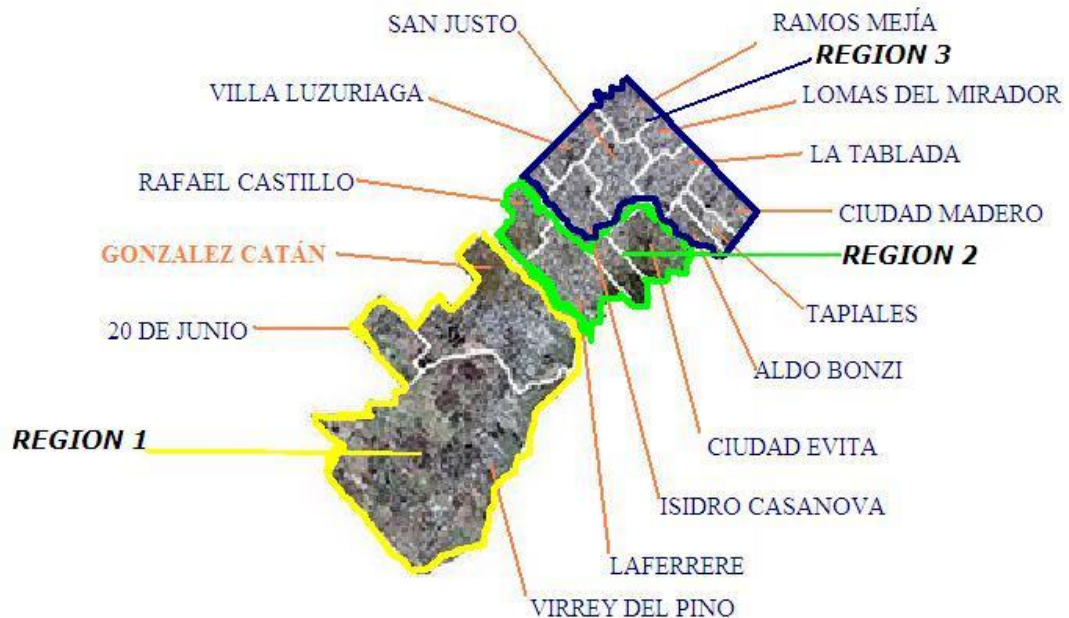 SAN JUSTO
RAMOS MEJÍA
REGION 3
VILLA LUZURIAGA
LOMAS DEL MIRADOR
LA TABLADA
RAFAEL CASTILLO
CIUDAD MADERO
GONZALEZ CATÁN
REGION 2
TAPIALES
20 DE JUNIO
ALDO BONZI
REGION 1
CIUDAD EVITA
ISIDRO CASANOVA
LAFERRERE
VIRREY DEL PINO